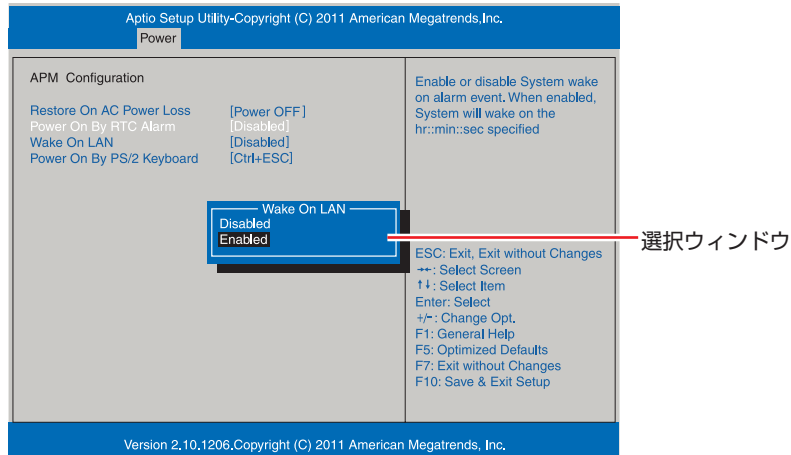 Aptio Setup Utility-Copyright (C) 2011 American Megatrends,Inc.
Power
APM Configuration
Restore On AC Power Loss [Power OFF]
Power On By RTC Alarm [Disabled]
Wake On LAN [Disabled]
Power On By PS/2 Keyboard [Ctrl+ESC]
Enable or disable System wake
on alarm event. When enabled,
System will wake on the
hr::min::sec specified
Wake On LAN
Disabled
Enabled
選択ウィンドウ
ESC: Exit, Exit without Changes
→←: Select Screen
↑↓: Select Item
Enter: Select
+/-: Change Opt.
F1: General Help
F5: Optimized Defaults
F7: Exit without Changes
F10: Save & Exit Setup
Version 2.10.1206.Copyright (C) 2011 American Megatrends, Inc.